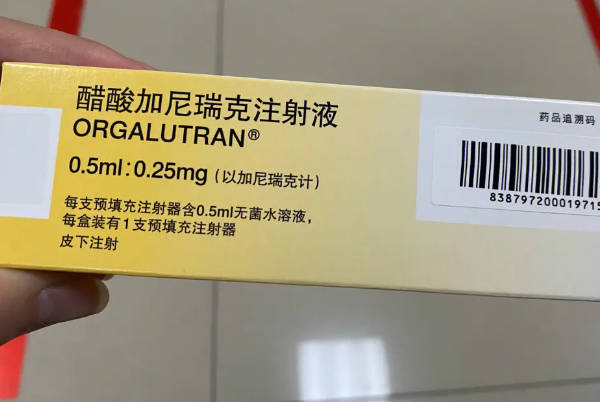 醋酸加尼瑞克注射液
ORGALUTRAN®
0.5ml:0.25mg (以加尼瑞克计)
每支预填充注射器含0.5ml无菌水溶液，
每盒装有1支预填充注射器
皮下注射
药品追溯码
838797200019715